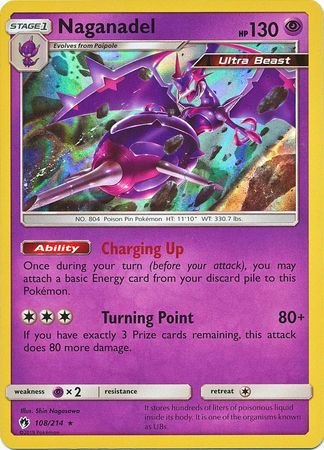 STAGE 1 Naganadel HP 130
Evolves from Poipole
Ultra Beast
NO. 804 Poison Pin Pokémon HT: 11'10" WT: 330.7 lbs.
Ability Charging Up
Once during your turn (before your attack), you may
attach a basic Energy card from your discard pile to this
Pokémon.
Turning Point 80+
If you have exactly 3 Prize cards remaining, this attack
does 80 more damage.
weakness × 2 resistance retreat
Illus. Shin Nagasawa
108/214 ★
©2019 Pokémon
It stores hundreds of liters of poisonous liquid
inside its body. It is one of the organisms known
as UBs.